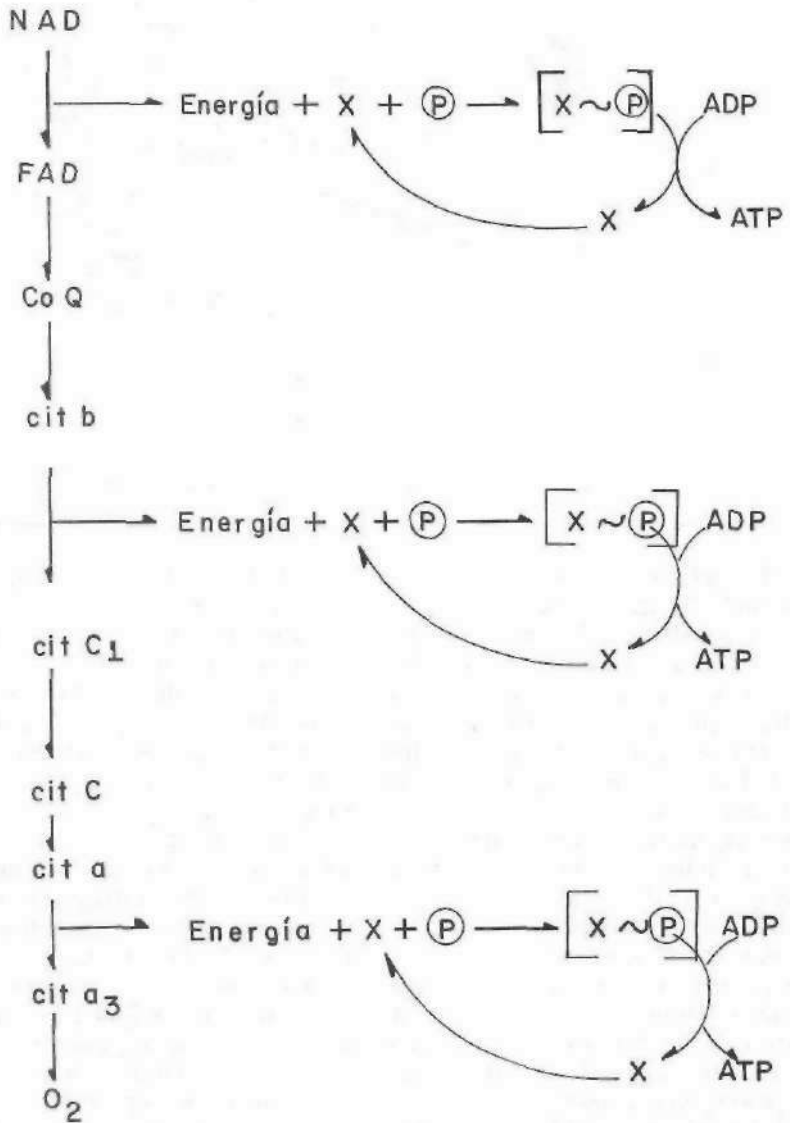 NAD
Energía + X + Ⓟ [X ~ Ⓟ] ADP
FAD
X ATP
Co Q
cit b
Energía + X + Ⓟ [X ~ Ⓟ] ADP
cit C1
X ATP
cit C
cit a
Energía + X + Ⓟ [X ~ Ⓟ] ADP
cit a3
X ATP
O2